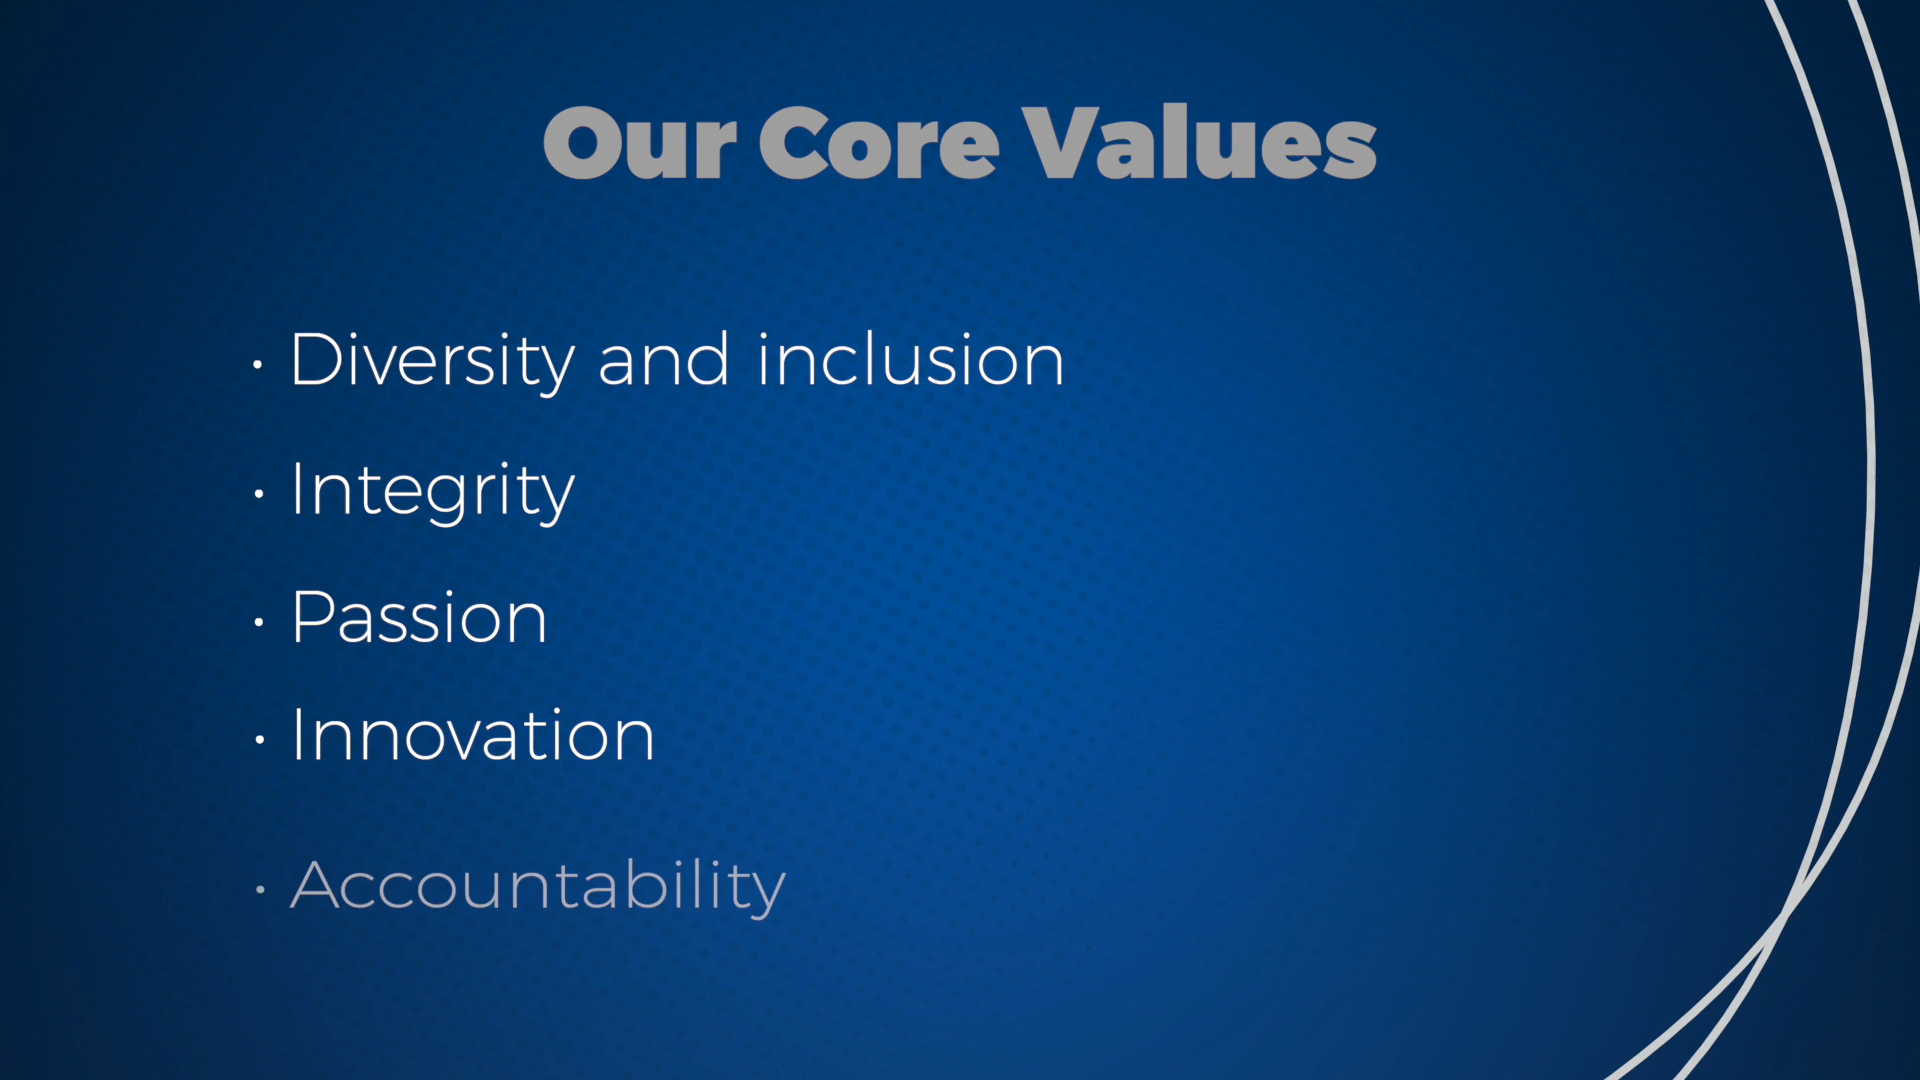 Our Core Values
• Diversity and inclusion
• Integrity
• Passion
• Innovation
• Accountability